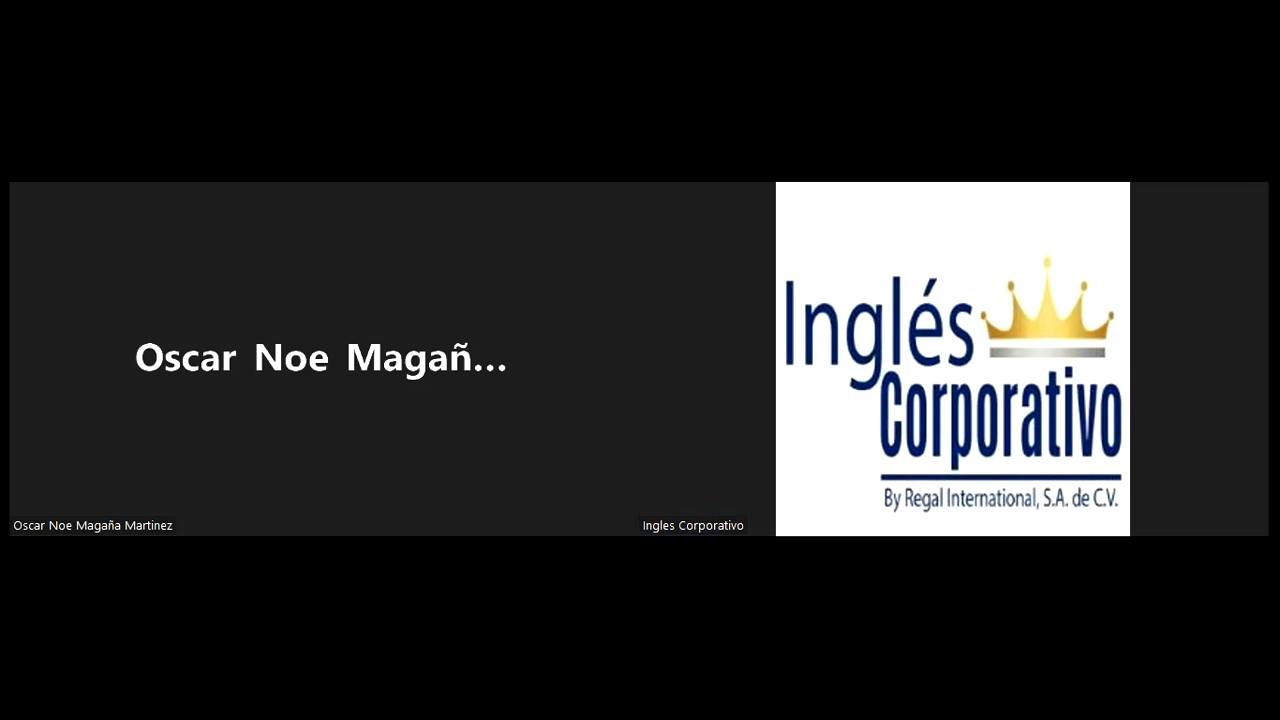 Oscar Noe Magañ...
Oscar Noe Magaña Martinez
Inglés
Corporativo
By Regal International, S.A. de C.V.
Ingles Corporativo